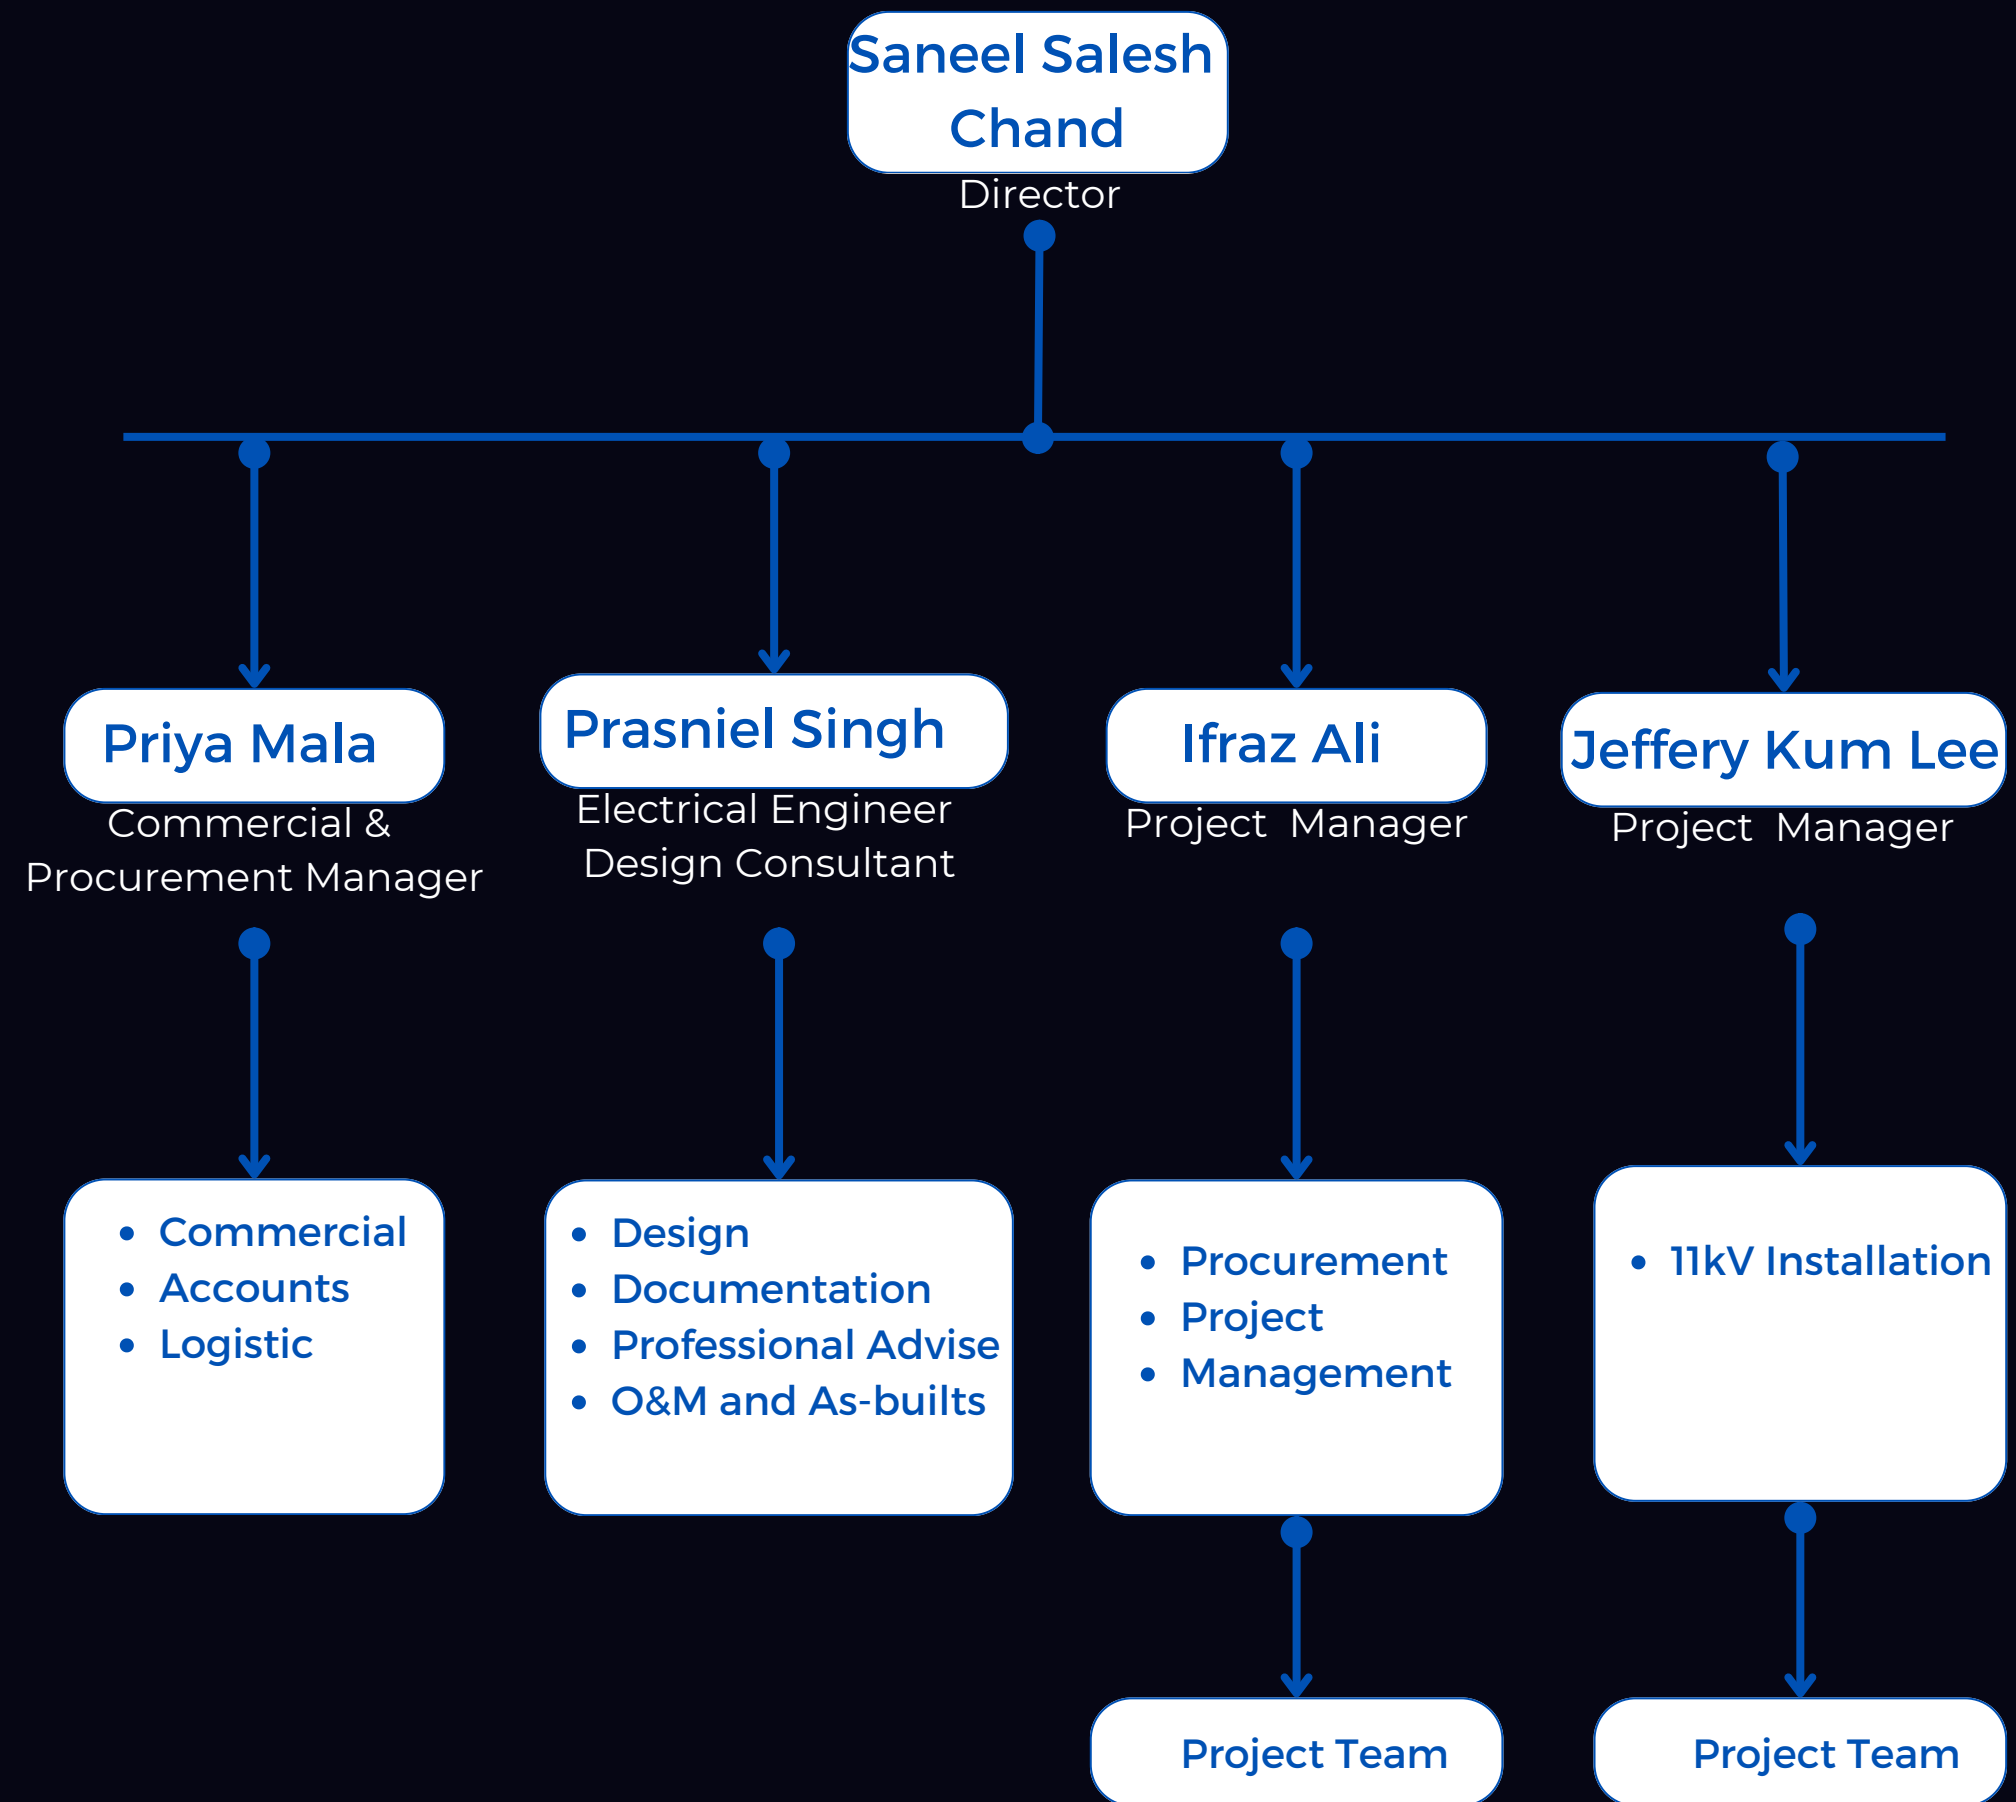 Saneel Salesh
Chand
Director
Priya Mala
Commercial &
Procurement Manager
Prasniel Singh
Electrical Engineer
Design Consultant
Ifraz Ali
Project Manager
Jeffery Kum Lee
Project Manager
• Commercial
• Accounts
• Logistic
• Design
• Documentation
• Professional Advise
• O&M and As-builts
• Procurement
• Project
• Management
• 11kV Installation
Project Team
Project Team